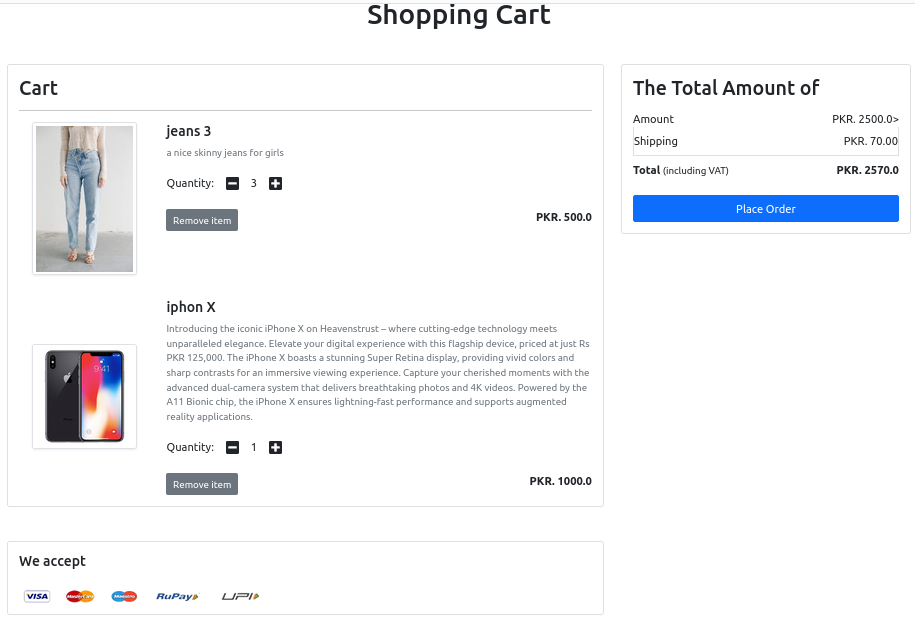 Shopping Cart
Cart
jeans 3
a nice skinny jeans for girls
Quantity: 3
Remove item
PKR. 500.0
iphon X
Introducing the iconic iPhone X on Heavenstrust – where cutting-edge technology meets
unparalleled elegance. Elevate your digital experience with this flagship device, priced at just Rs
PKR 125,000. The iPhone X boasts a stunning Super Retina display, providing vivid colors and
sharp contrasts for an immersive viewing experience. Capture your cherished moments with the
advanced dual-camera system that delivers breathtaking photos and 4K videos. Powered by the
A11 Bionic chip, the iPhone X ensures lightning-fast performance and supports augmented
reality applications.
9:41
Quantity: 1
Remove item
PKR. 1000.0
We accept
VISA MasterCard Maestro RuPay UPI
The Total Amount of
Amount PKR. 2500.0>
Shipping PKR. 70.00
Total (including VAT) PKR. 2570.0
Place Order